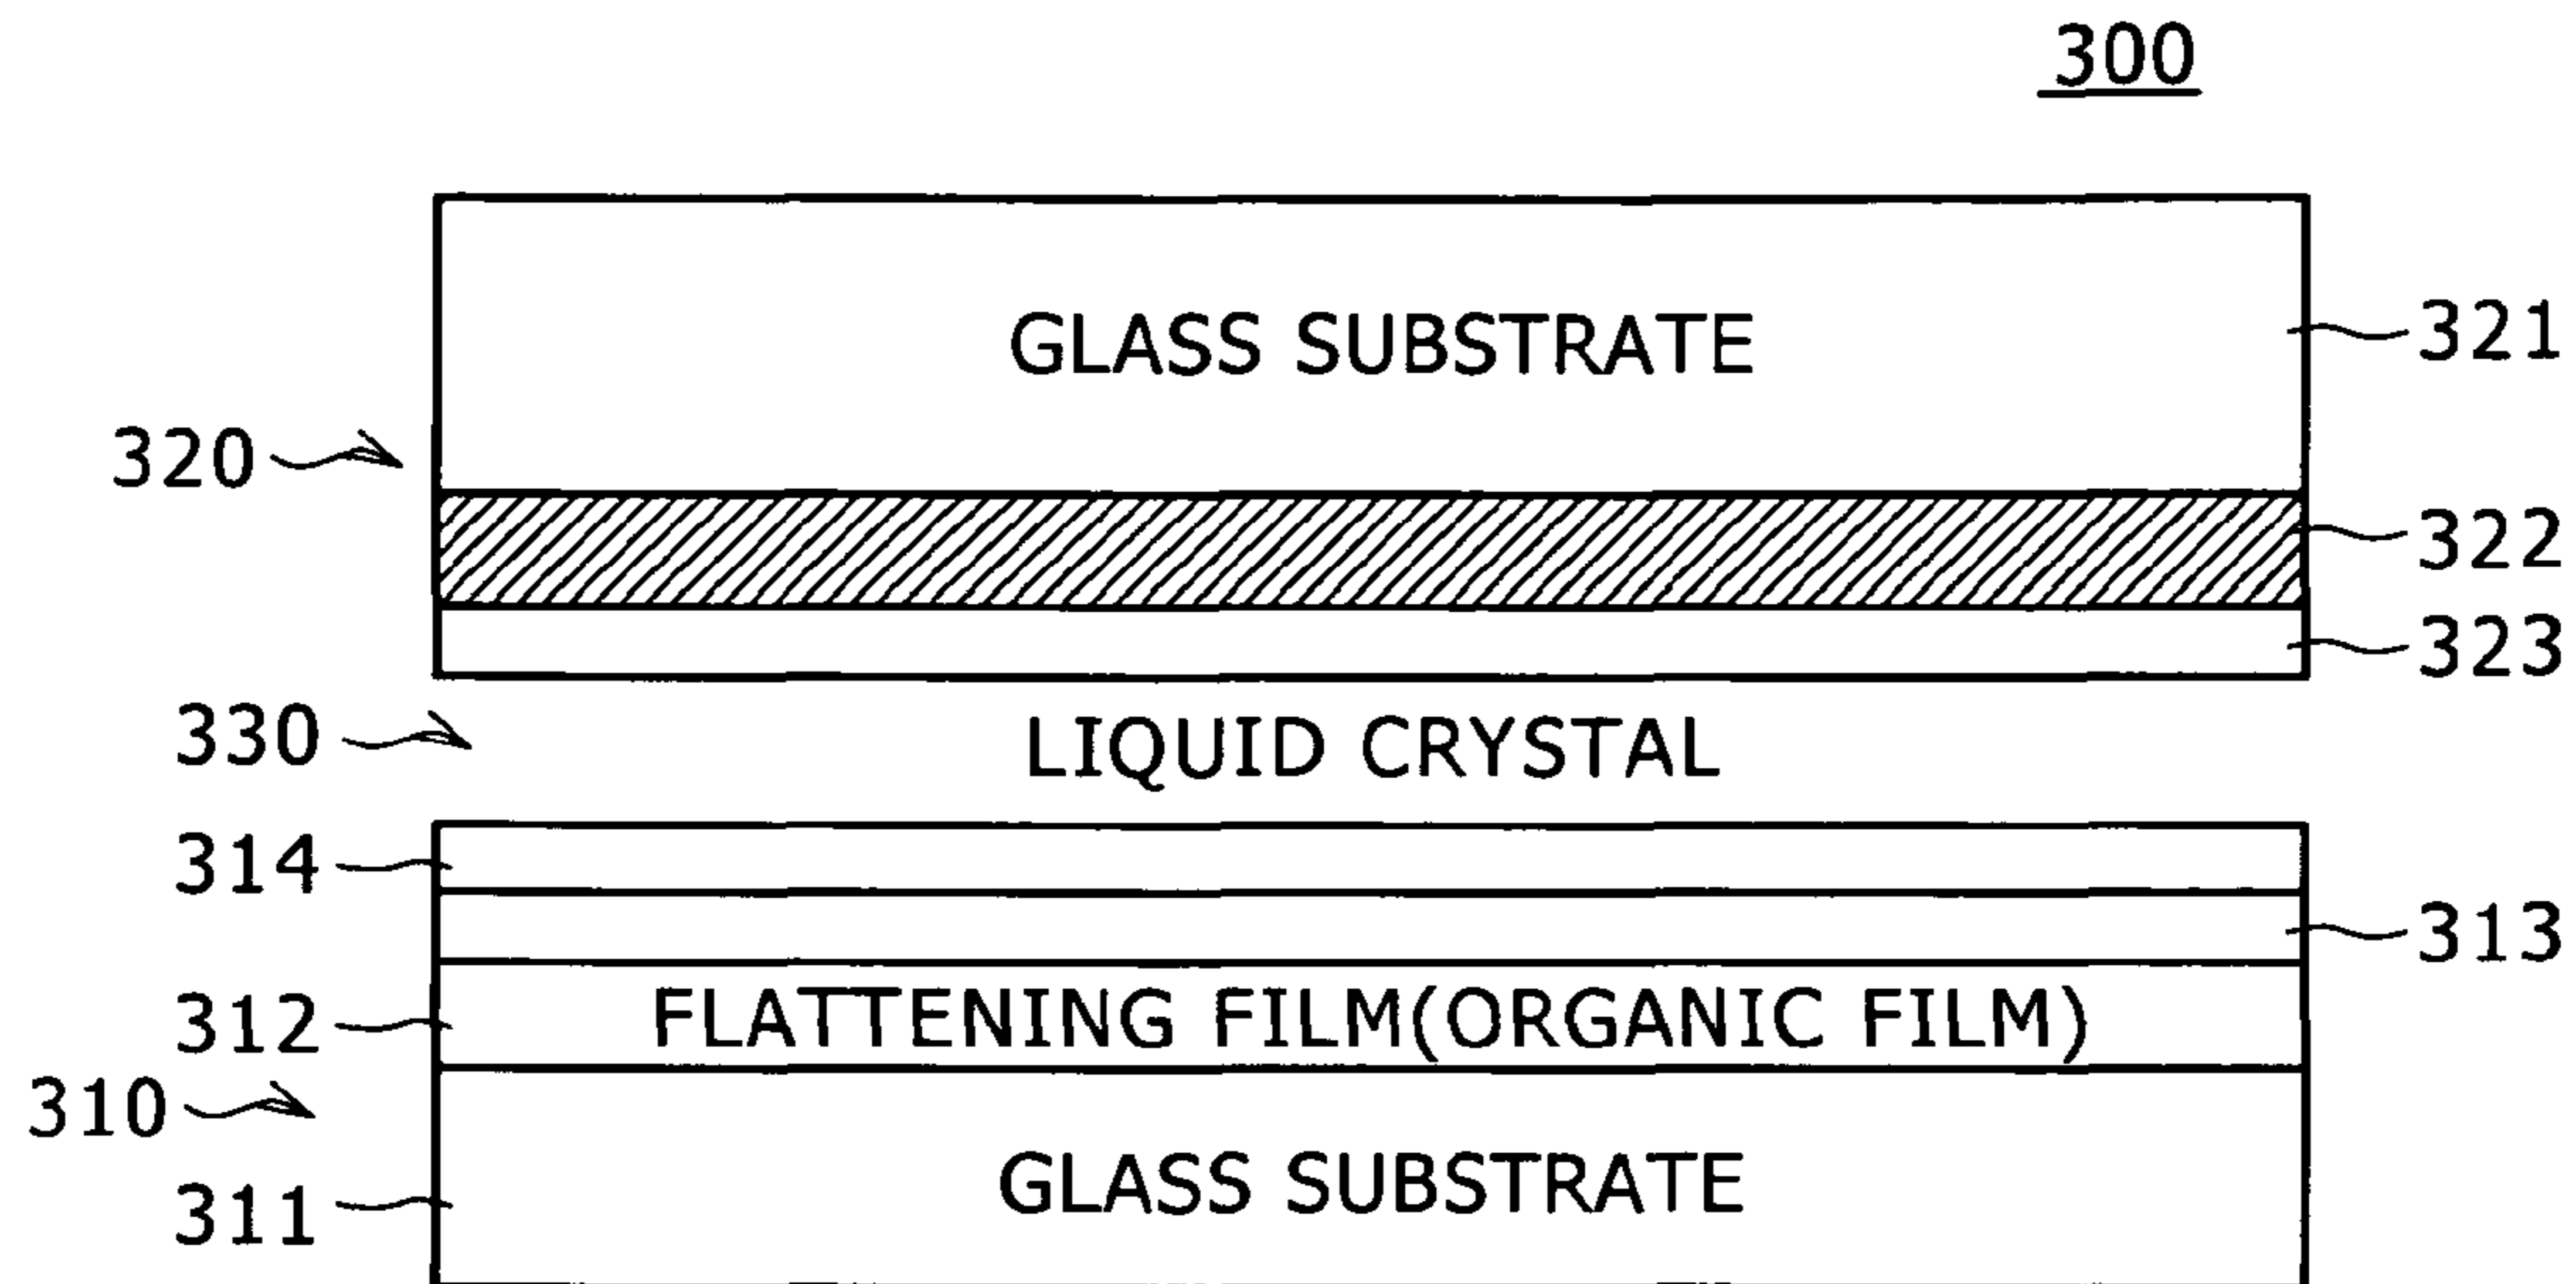 300
GLASS SUBSTRATE
321
320
322
323
330
LIQUID CRYSTAL
314
313
312
FLATTENING FILM(ORGANIC FILM)
310
GLASS SUBSTRATE
311